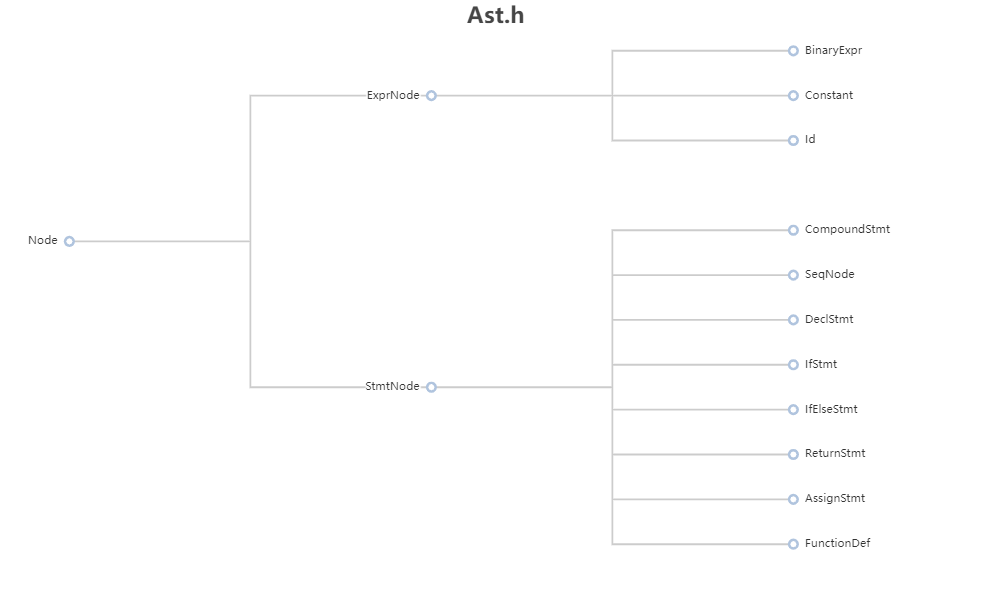 Ast.h
BinaryExpr
ExprNode
Constant
Id
Node
CompoundStmt
SeqNode
DeclStmt
IfStmt
StmtNode
IfElseStmt
ReturnStmt
AssignStmt
FunctionDef